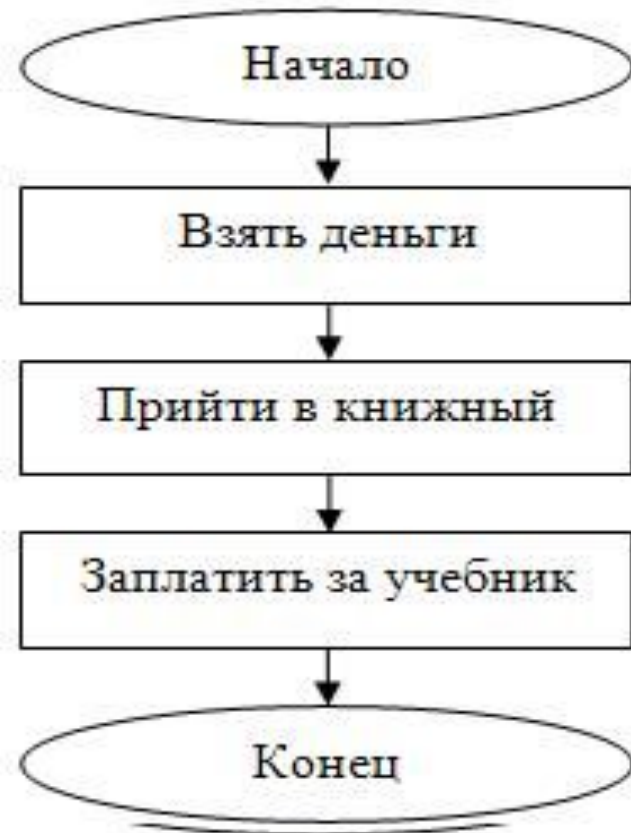 Начало
Взять деньги
Прийти в книжный
Заплатить за учебник
Конец